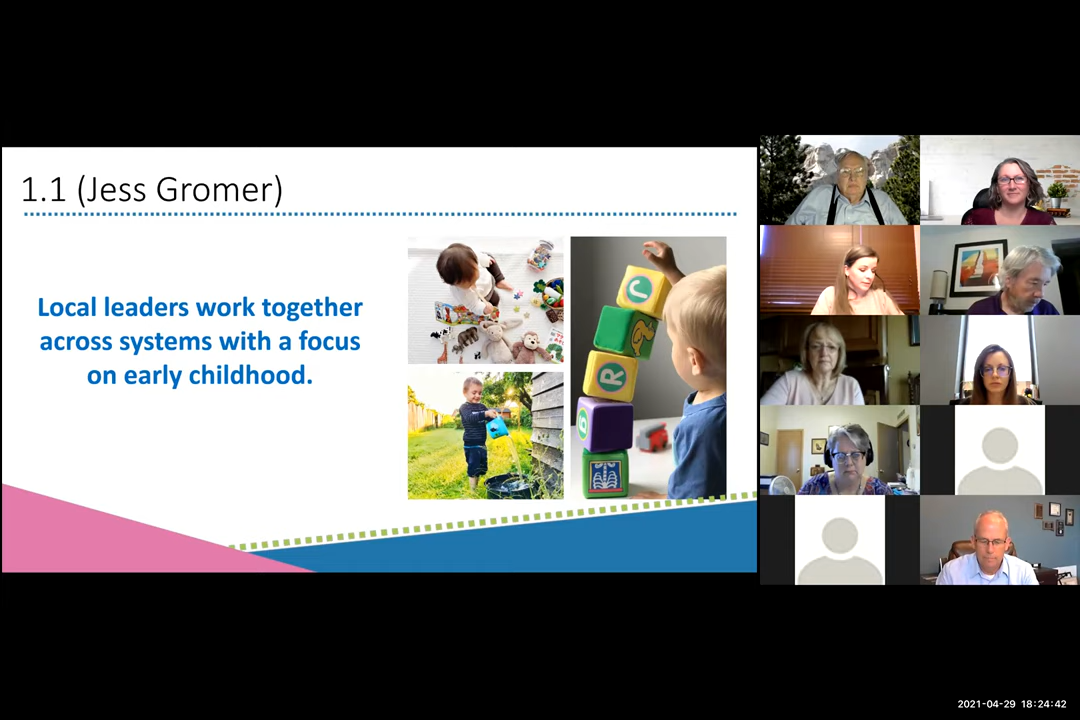 1.1 (Jess Gromer)
Local leaders work together
across systems with a focus
on early childhood.
R
2021-04-29 18:24:42